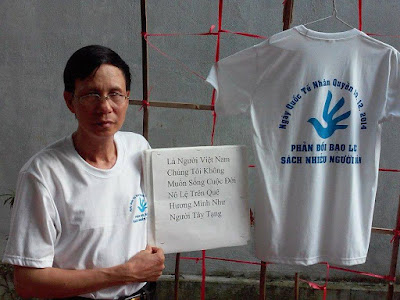 Là Người Việt Nam
Chúng Tôi Không
Muốn Sống Cuộc Đời
Nô Lệ Trên Quê
Hương Mình Như
Người Tây Tạng
Ngày Quốc Tế Nhân Quyền 12. 2014
PHẢN ĐỐI BẠO LỰC
SÁCH NHIỄU NGƯỜI DÂN